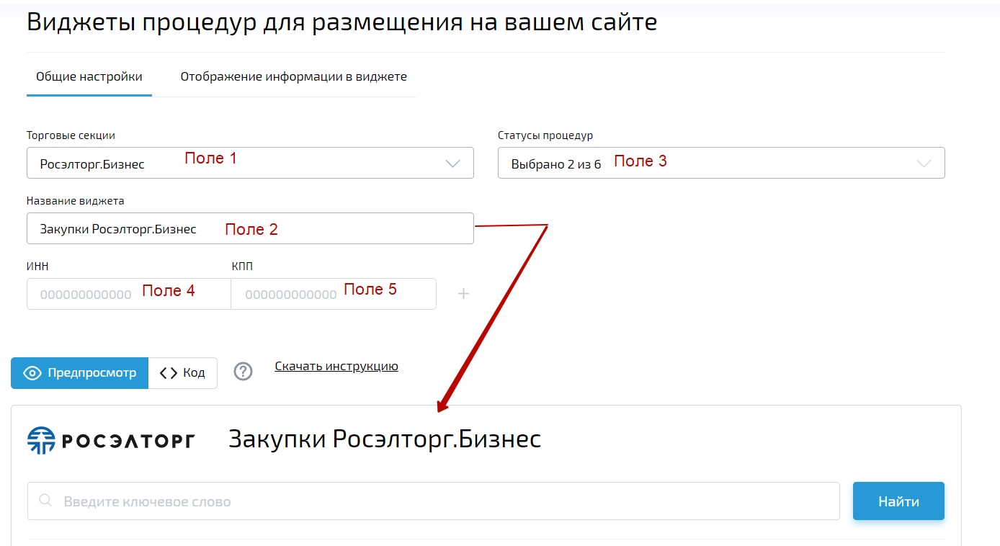 Виджеты процедур для размещения на вашем сайте
Общие настройки Отображение информации в виджете
Торговые секции Статусы процедур
Росэлторг.Бизнес Поле 1 Выбрано 2 из 6 Поле 3
Название виджета
Закупки Росэлторг.Бизнес Поле 2
ИНН КПП
000000000000 Поле 4 000000000000 Поле 5 +
Предпросмотр <> Код ? Скачать инструкцию
РОСЭЛТОРГ Закупки Росэлторг.Бизнес
Введите ключевое слово Найти